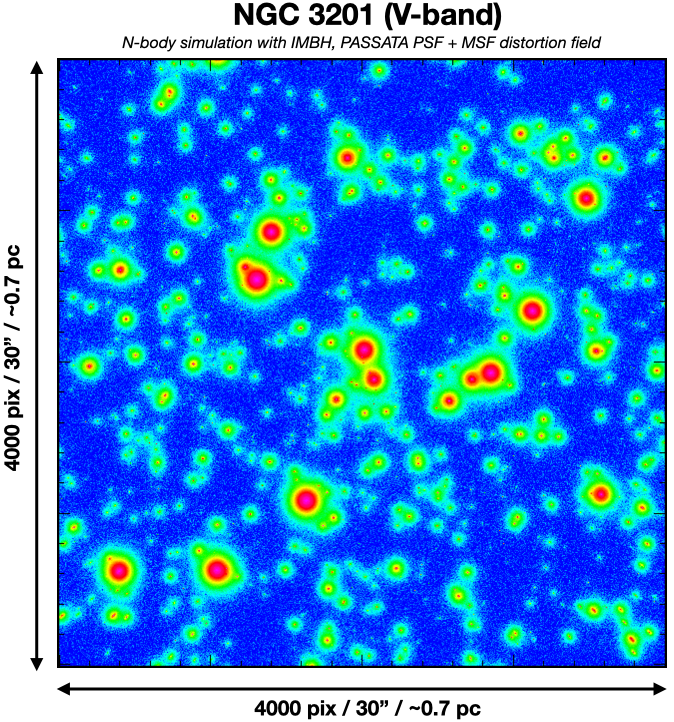 NGC 3201 (V-band)
N-body simulation with IMBH, PASSATA PSF + MSF distortion field
4000 pix / 30” / ~0.7 pc
4000 pix / 30” / ~0.7 pc